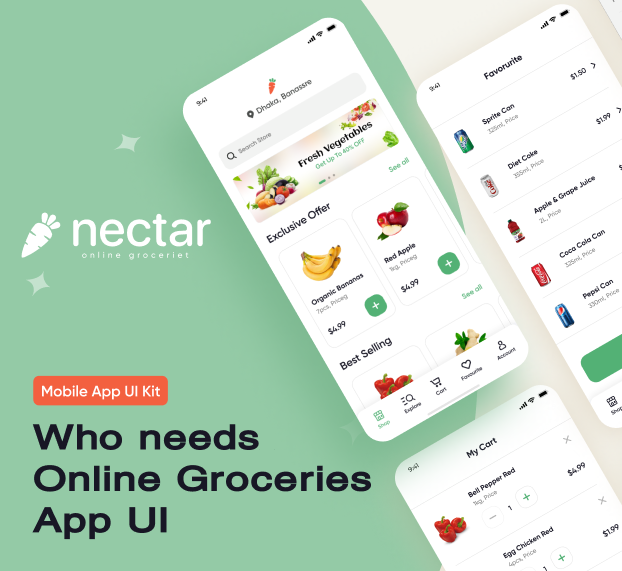 nectar
online groceriet
Mobile App UI Kit
Who needs
Online Groceries
App UI
9:41
Dhaka, Banassre
Search Store
Fresh Vegetables
Get Up To 40% OFF
Exclusive Offer
See all
Organic Bananas
7pcs, Priceg
$4.99
Red Apple
1kg, Priceg
$4.99
Best Selling
See all
Shop
Explore
Cart
Favourite
Account
9:41
Favorurite
Sprite Can
325ml, Price
$1.50
Diet Coke
355ml, Price
$1.99
Apple & Grape Juice
2L, Price
Coca Cola Can
325ml, Price
Pepsi Can
330ml, Price
Shop
9:41
My Cart
Bell Pepper Red
1kg, Price
1
$4.99
Egg Chicken Red
4pcs, Price
1
$1.99